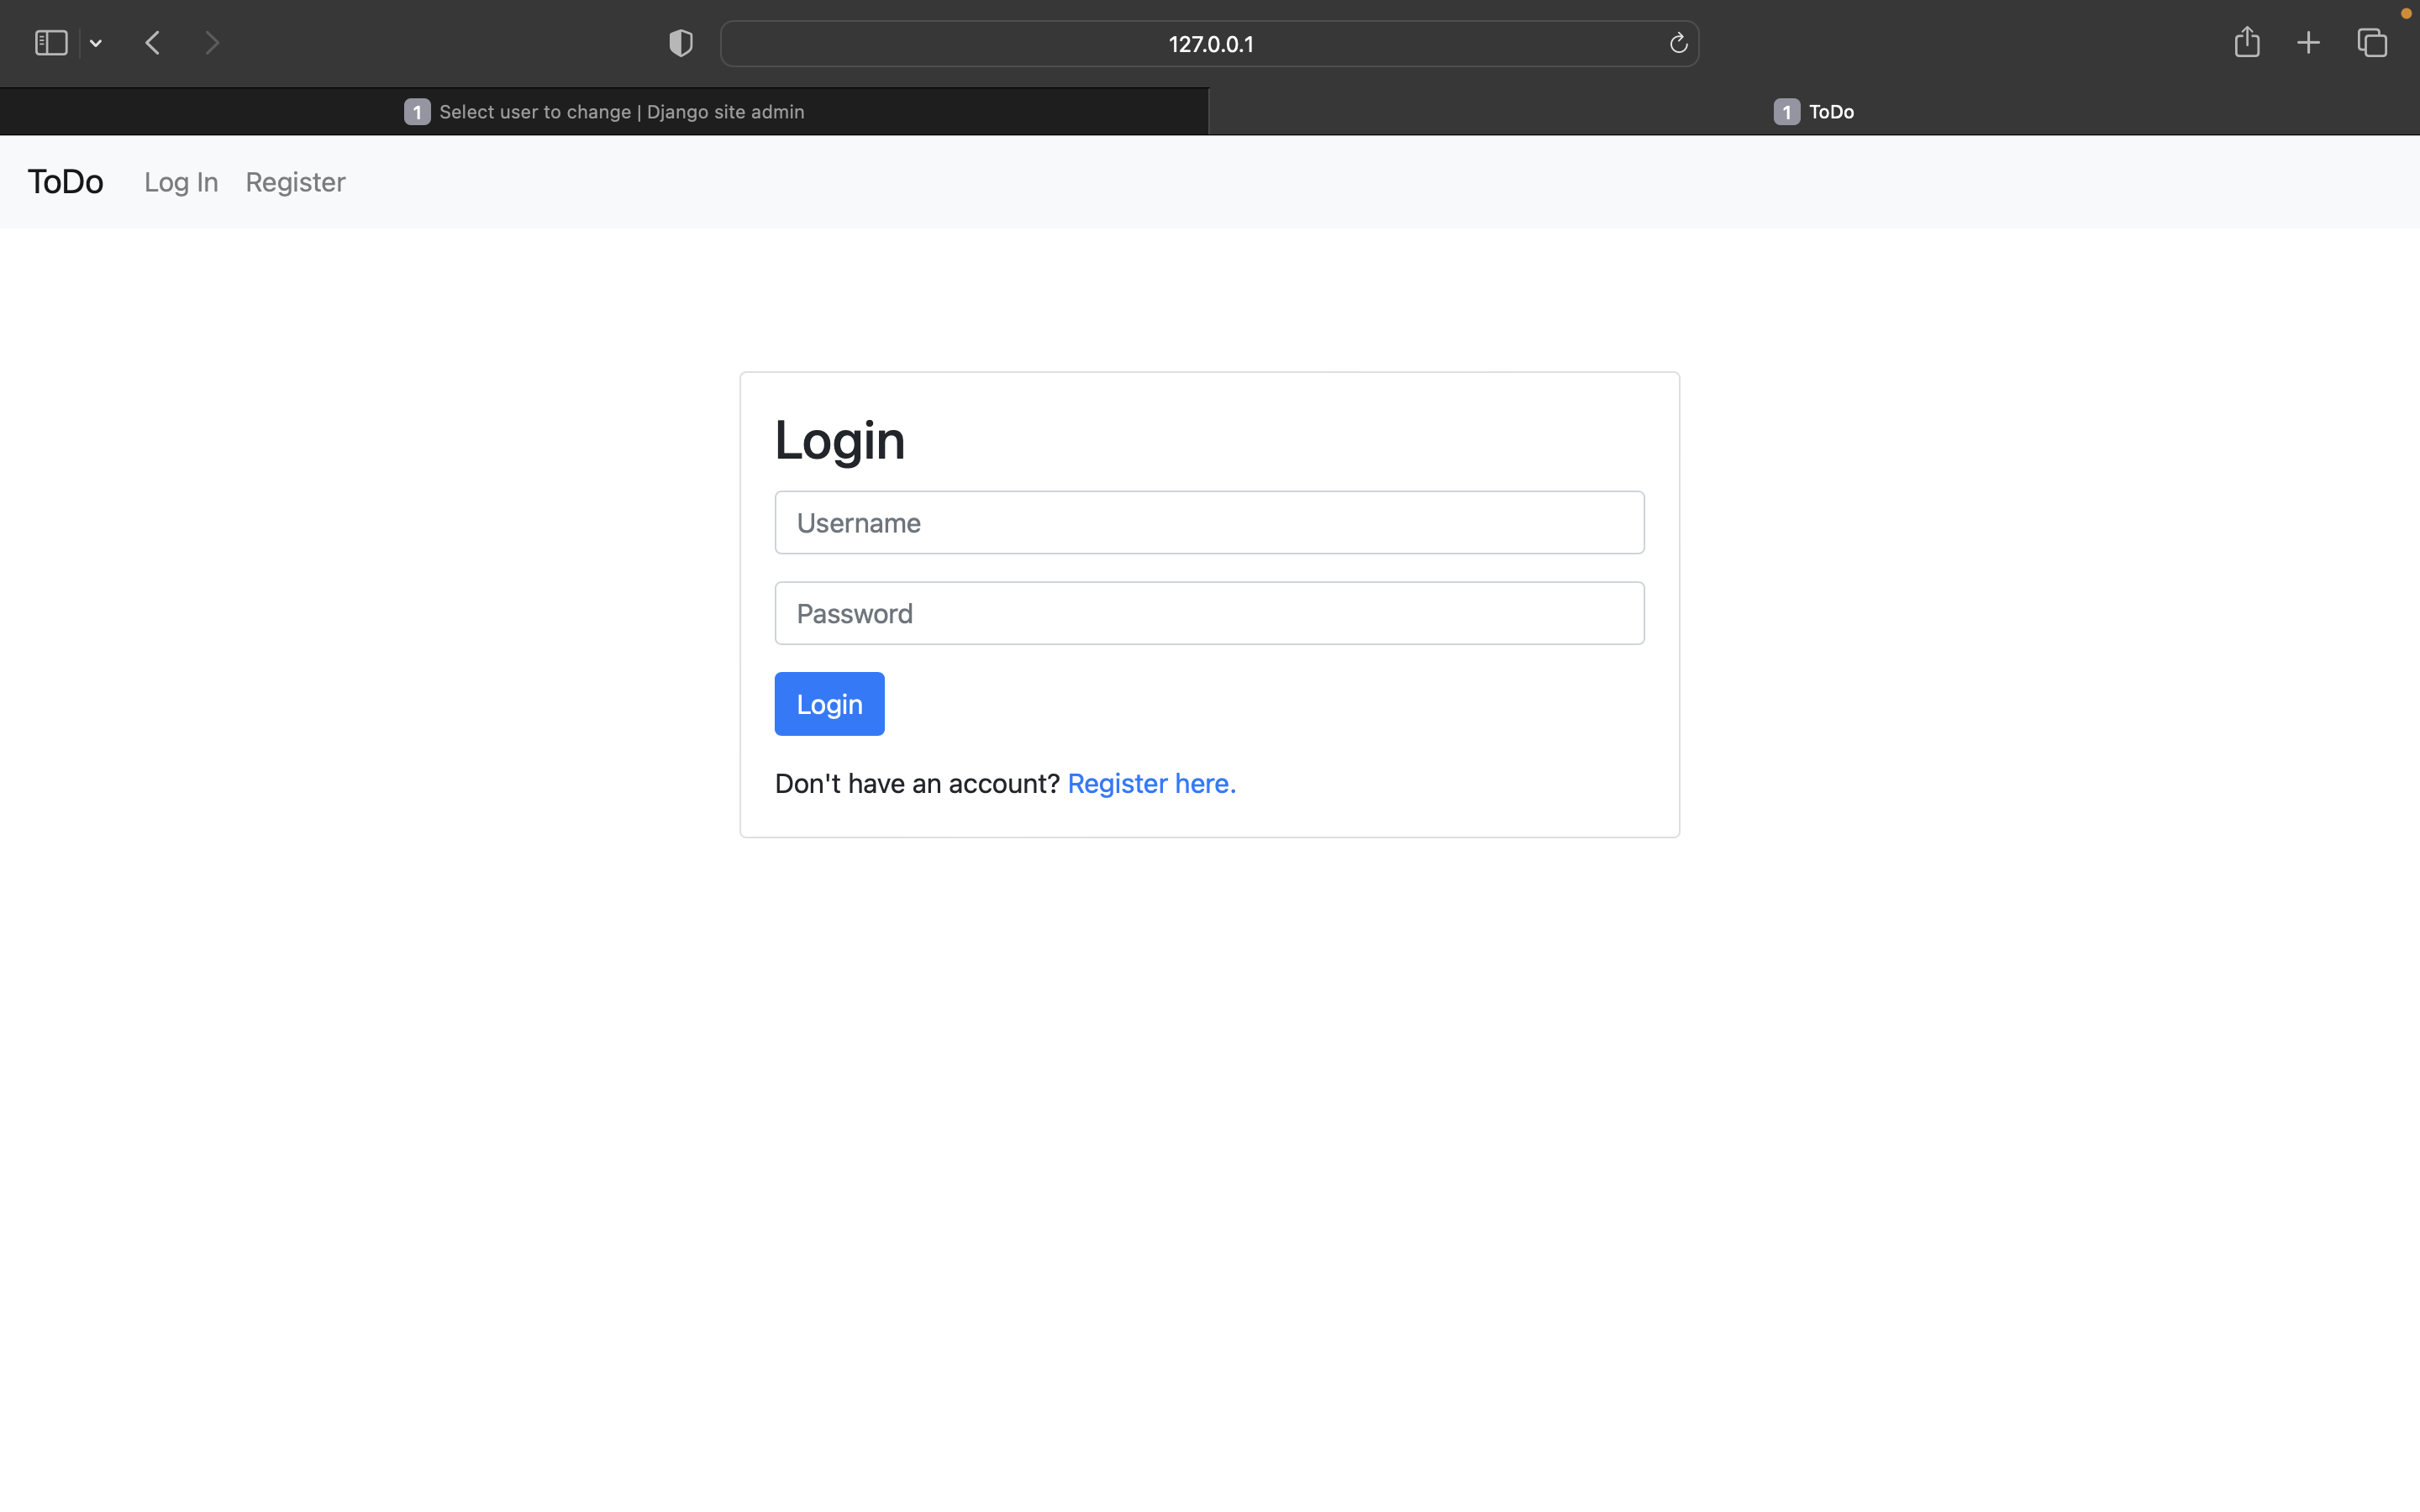 127.0.0.1
1 Select user to change | Django site admin
1 ToDo
ToDo Log In Register
Login
Username
Password
Login
Don't have an account? Register here.